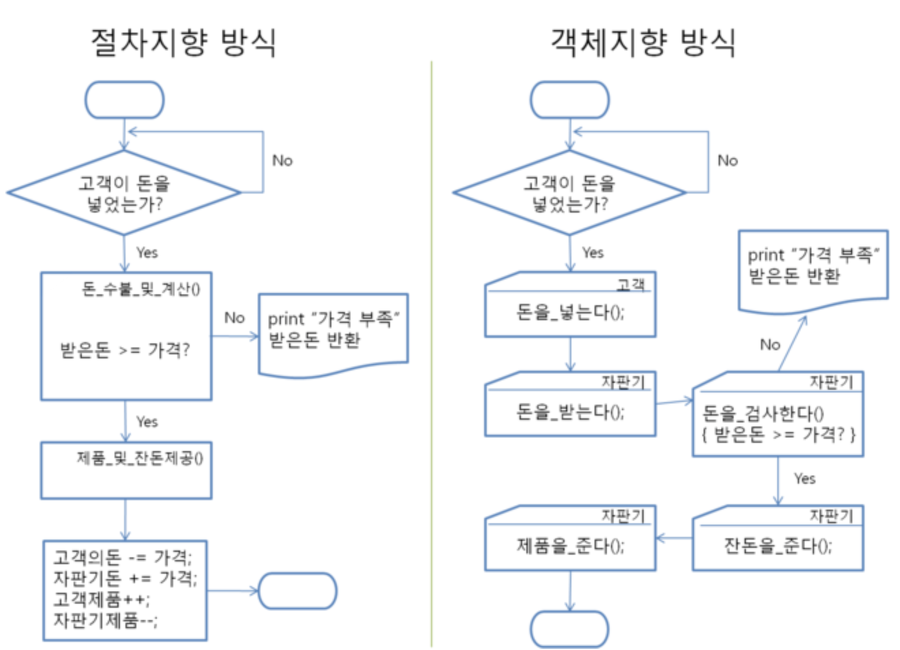 절차지향 방식
고객이 돈을
넣었는가?
No
Yes
돈_수불_및_계산()
받은돈 >= 가격?
No
print "가격 부족"
받은돈 반환
Yes
제품_및_잔돈제공()
고객의돈 -= 가격;
자판기돈 += 가격;
고객제품++;
자판기제품--;
객체지향 방식
고객이 돈을
넣었는가?
No
Yes
고객
돈을_넣는다();
자판기
돈을_받는다();
자판기
돈을_검사한다()
{ 받은돈 >= 가격? }
No
print "가격 부족"
받은돈 반환
Yes
자판기
잔돈을_준다();
자판기
제품을_준다();